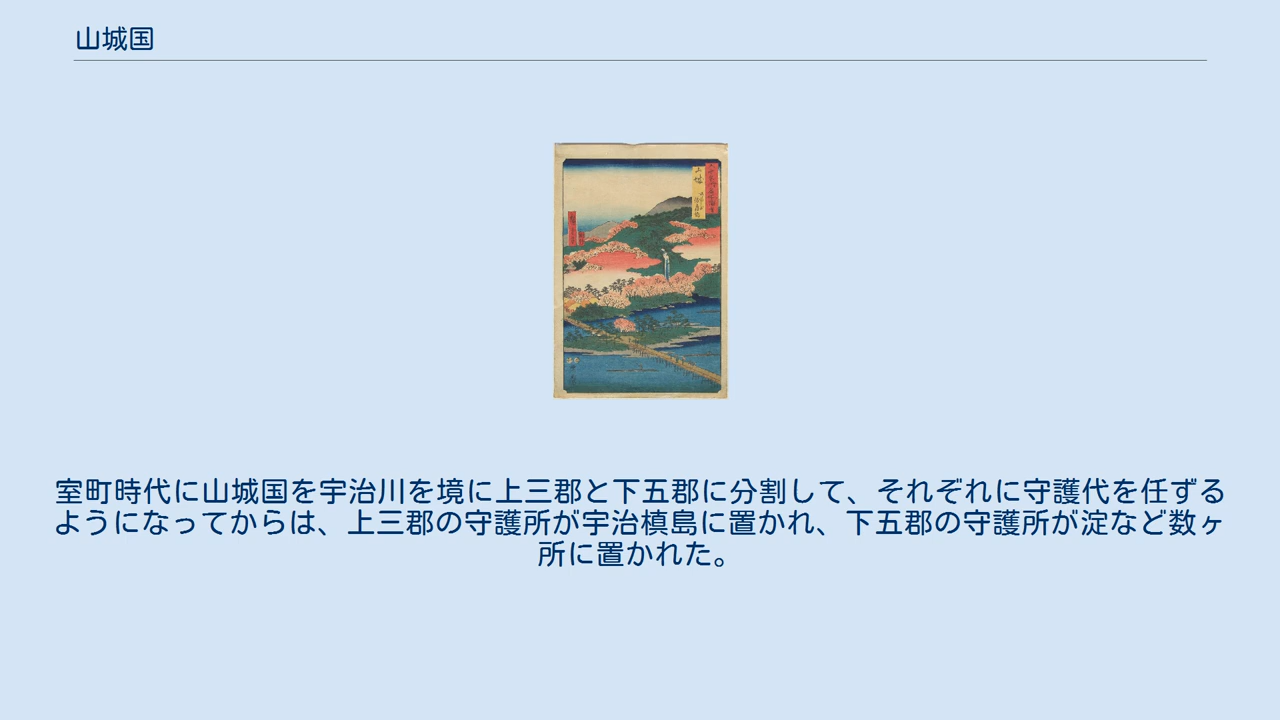 山城国
室町時代に山城国を宇治川を境に上三郡と下五郡に分割して、それぞれに守護代を任ずる
ようになってからは、上三郡の守護所が宇治槙島に置かれ、下五郡の守護所が淀など数ヶ
所に置かれた。